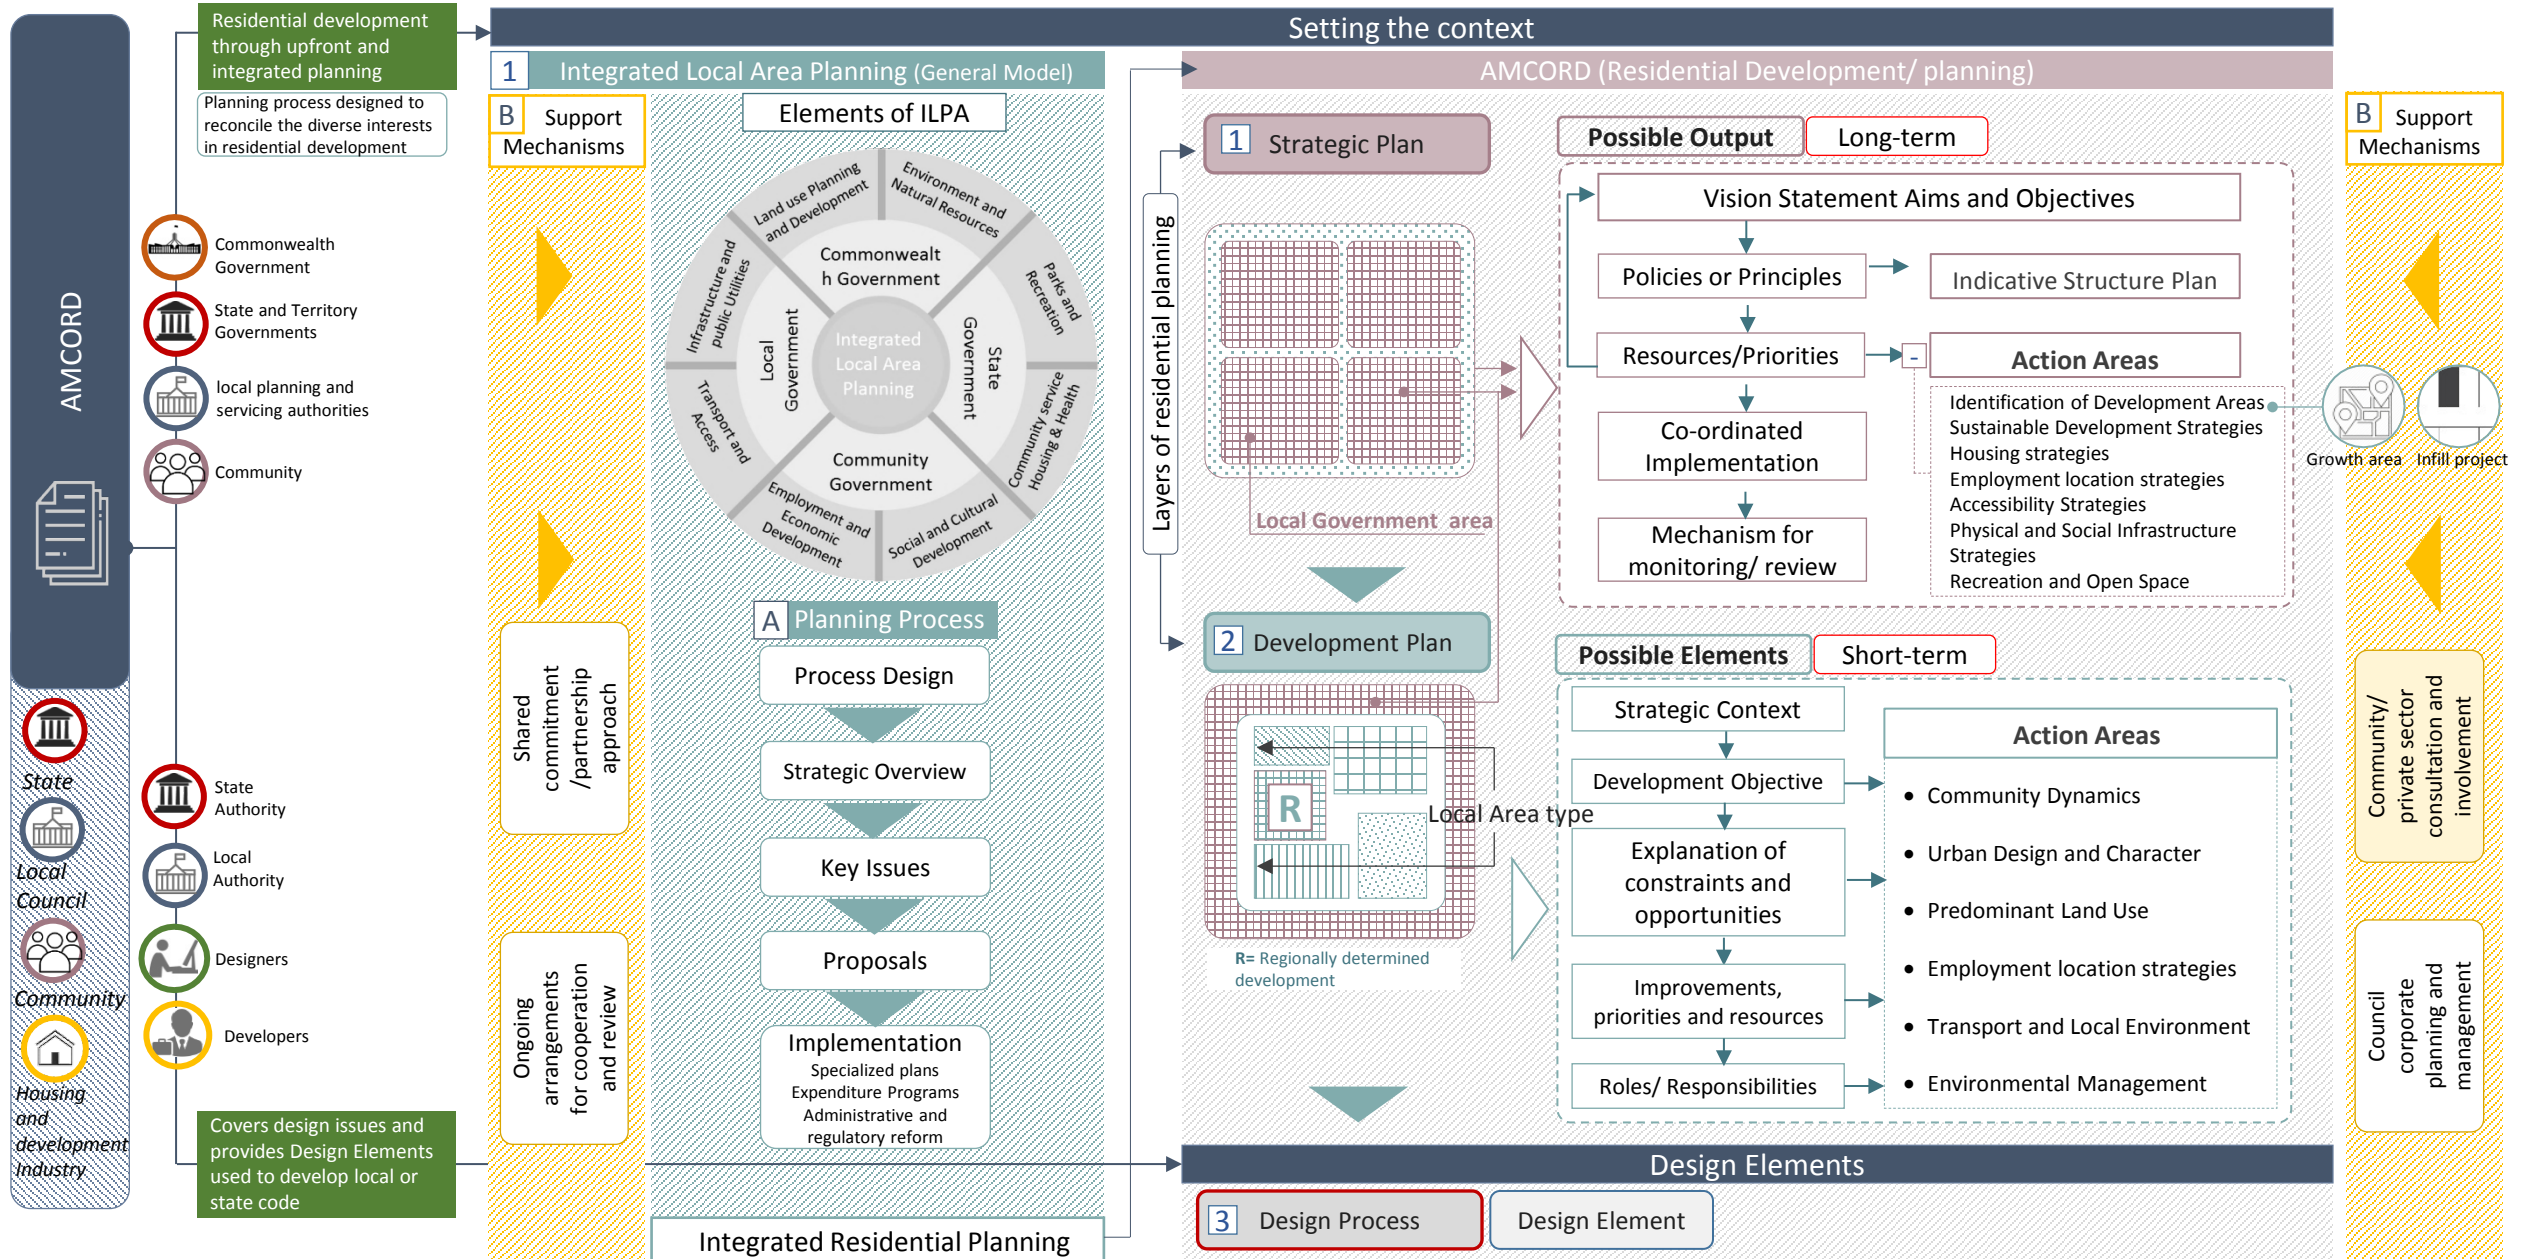 AMCORD
State
Local
Council
Community
Housing
and
development
Industry
Residential development
through upfront and
integrated planning
Planning process designed to
reconcile the diverse interests
in residential development
Commonwealth
Government
State and Territory
Governments
local planning and
servicing authorities
Community
State
Authority
Local
Authority
Designers
Developers
Covers design issues and
provides Design Elements
used to develop local or
state code
Setting the context
1 Integrated Local Area Planning (General Model)
B Support
Mechanisms
Shared
commitment
/partnership
approach
Ongoing
arrangements
for cooperation
and review
Elements of ILPA
Land use Planning
and Development
Environment and
Natural Resources
Parks and
Recreation
Community service
Housing & Health
Social and Cultural
Development
Employment and
Economic
Development
Transport and
Access
Infrastructure and
public Utilities
Commonwealt
h Government
State
Government
Community
Government
Local
Government
Integrated
Local Area
Planning
A Planning Process
Process Design
Strategic Overview
Key Issues
Proposals
Implementation
Specialized plans
Expenditure Programs
Administrative and
regulatory reform
Integrated Residential Planning
AMCORD (Residential Development/ planning)
Layers of residential planning
1 Strategic Plan
Local Government area
2 Development Plan
R
Local Area type
R= Regionally determined
development
Possible Output
Long-term
Vision Statement Aims and Objectives
Policies or Principles
Indicative Structure Plan
Resources/Priorities
-
Action Areas
Co-ordinated
Implementation
Mechanism for
monitoring/ review
Identification of Development Areas
Sustainable Development Strategies
Housing strategies
Employment location strategies
Accessibility Strategies
Physical and Social Infrastructure
Strategies
Recreation and Open Space
Growth area
Infill project
Possible Elements
Short-term
Strategic Context
Development Objective
Explanation of
constraints and
opportunities
Improvements,
priorities and resources
Roles/ Responsibilities
Action Areas
• Community Dynamics
• Urban Design and Character
• Predominant Land Use
• Employment location strategies
• Transport and Local Environment
• Environmental Management
B Support
Mechanisms
Community/
private sector
consultation and
involvement
Council
corporate
planning and
management
Design Elements
3 Design Process
Design Element